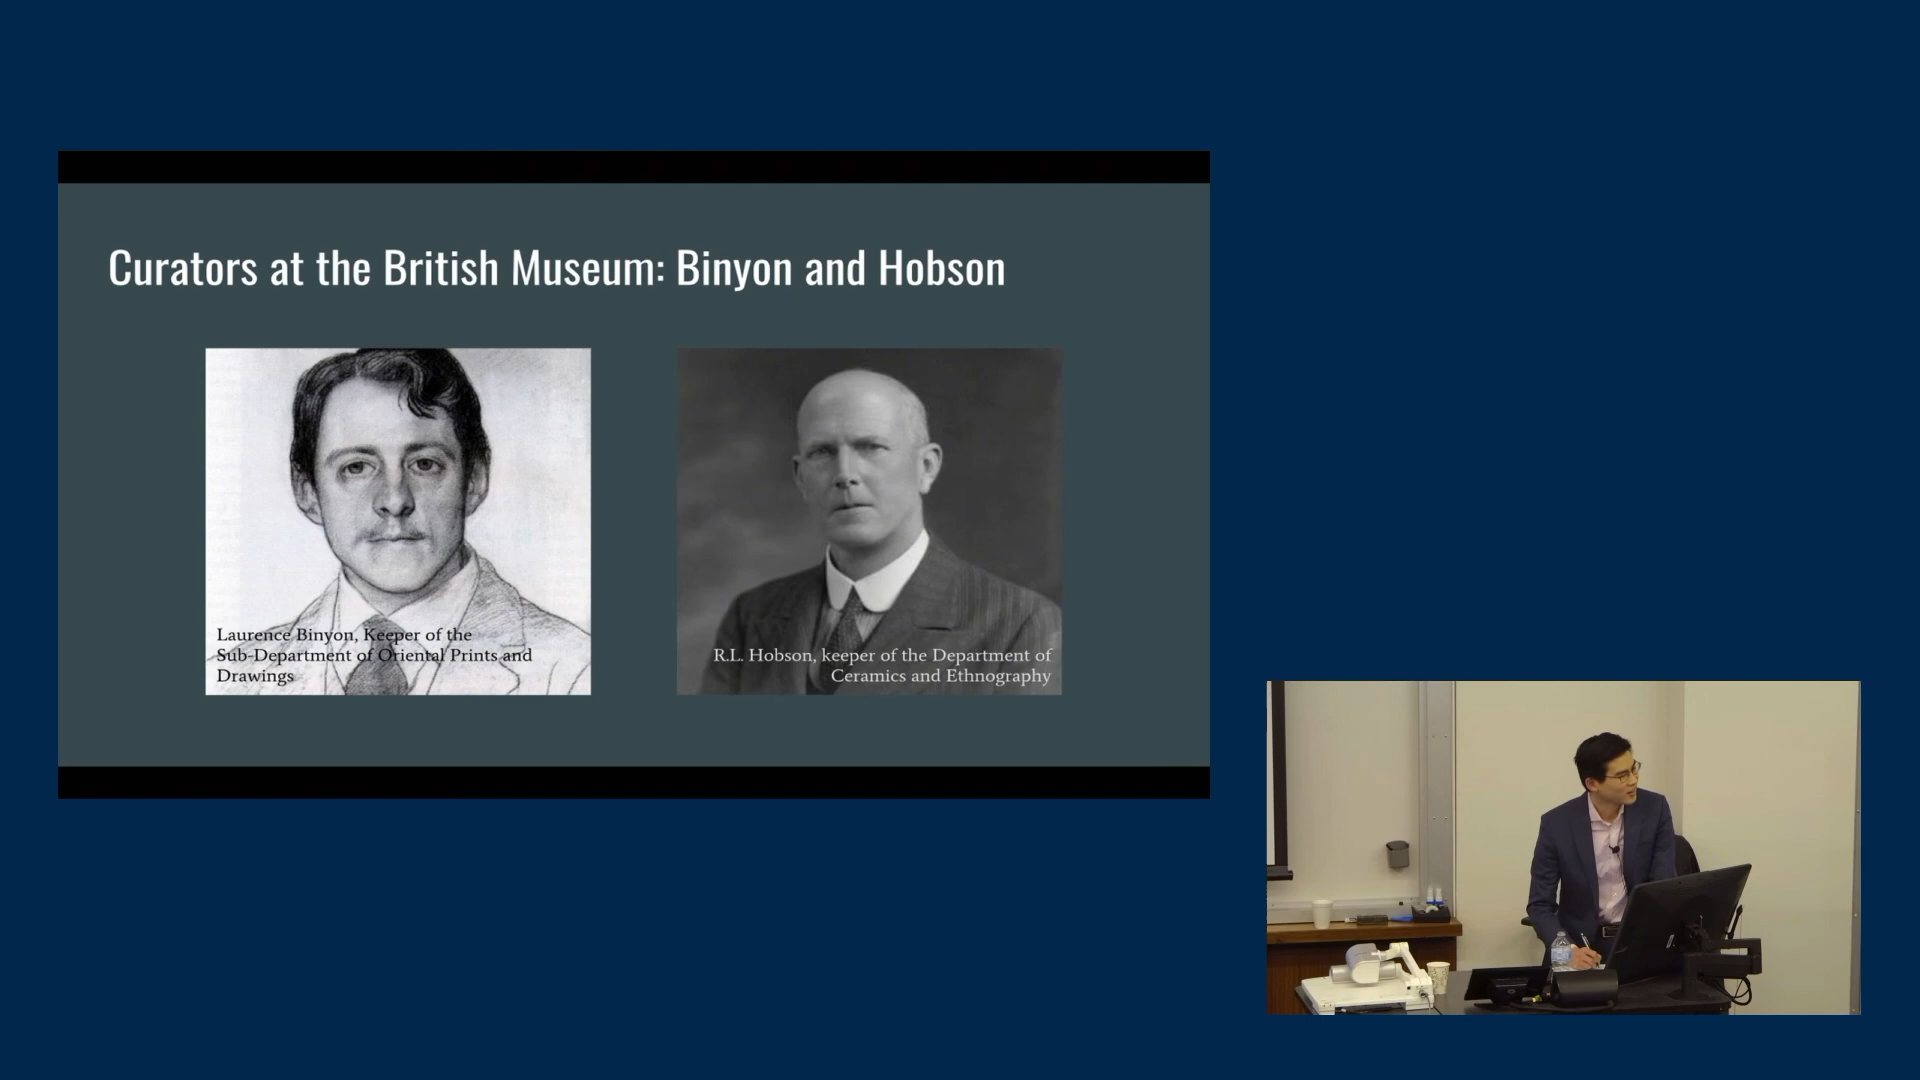 Curators at the British Museum: Binyon and Hobson
Laurence Binyon, Keeper of the
Sub-Department of Oriental Prints and
Drawings
R.L. Hobson, keeper of the Department of
Ceramics and Ethnography